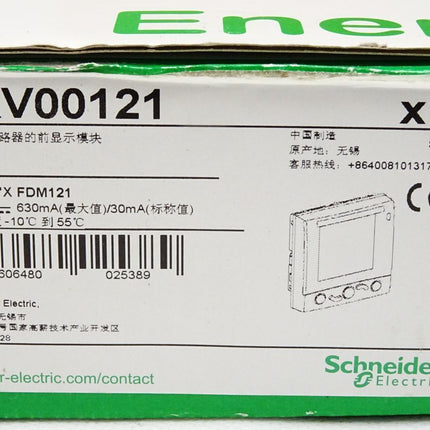 Ener
V00121
x
路器的前显示模块
中国制造
原产地: 无锡
客服热线: +864008101317
X FDM121
630mA(最大值)/30mA(标称值)
-10℃ 到 55℃
CE
606480 025389
Electric,
无锡市
号国家高新技术产业开发区
28
r-electric.com/contact
Schneider
Electric